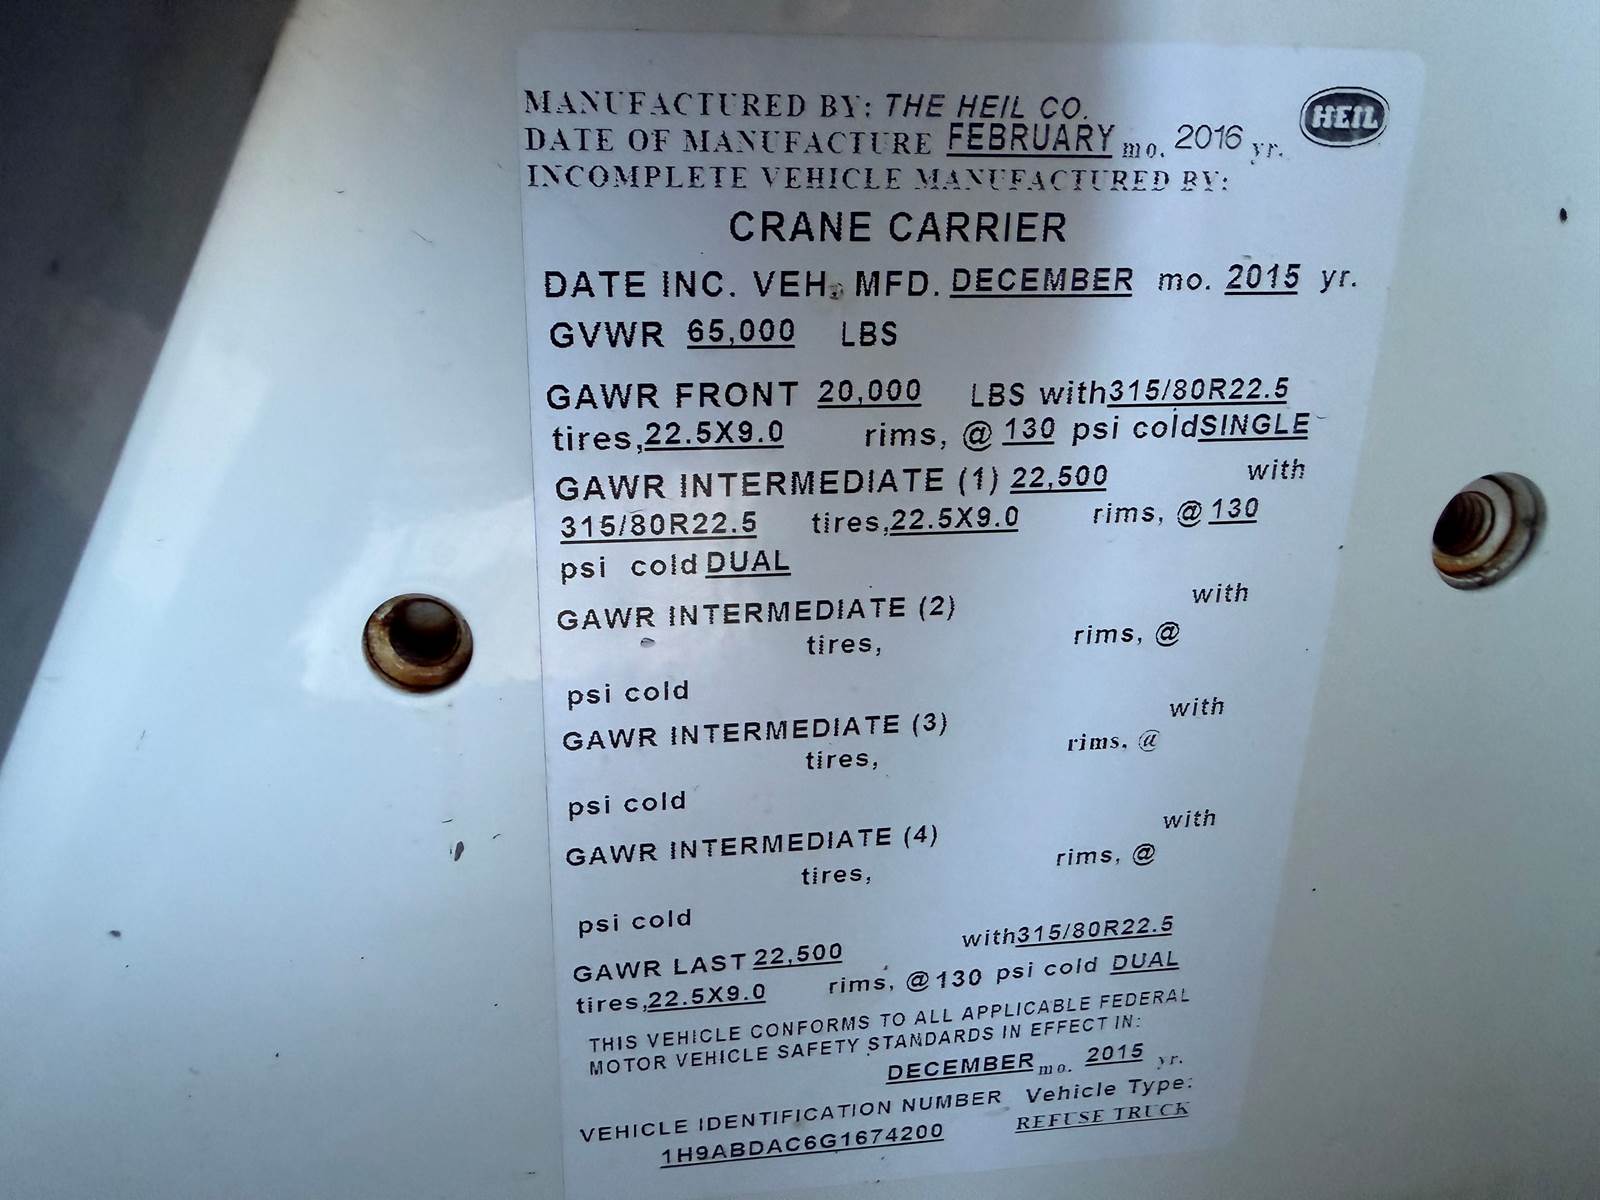 MANUFACTURED BY: THE HEIL CO.
HEIL
DATE OF MANUFACTURE FEBRUARY mo. 2016 yr.
INCOMPLETE VEHICLE MANUFACTURED BY:
CRANE CARRIER
DATE INC. VEH. MFD. DECEMBER mo. 2015 yr.
GVWR 65,000 LBS
GAWR FRONT 20,000 LBS with 315/80R22.5
tires, 22.5X9.0 rims, @ 130 psi cold SINGLE
GAWR INTERMEDIATE (1) 22,500 with
315/80R22.5 tires, 22.5X9.0 rims, @ 130
psi cold DUAL
GAWR INTERMEDIATE (2) with
tires, rims, @
psi cold
GAWR INTERMEDIATE (3) with
tires, rims, @
psi cold
GAWR INTERMEDIATE (4) with
tires, rims, @
psi cold
GAWR LAST 22,500 with 315/80R22.5
tires, 22.5X9.0 rims, @ 130 psi cold DUAL
THIS VEHICLE CONFORMS TO ALL APPLICABLE FEDERAL
MOTOR VEHICLE SAFETY STANDARDS IN EFFECT IN:
DECEMBER mo. 2015 yr.
VEHICLE IDENTIFICATION NUMBER Vehicle Type:
1H9ABDAC6G1674200 REFUSE TRUCK